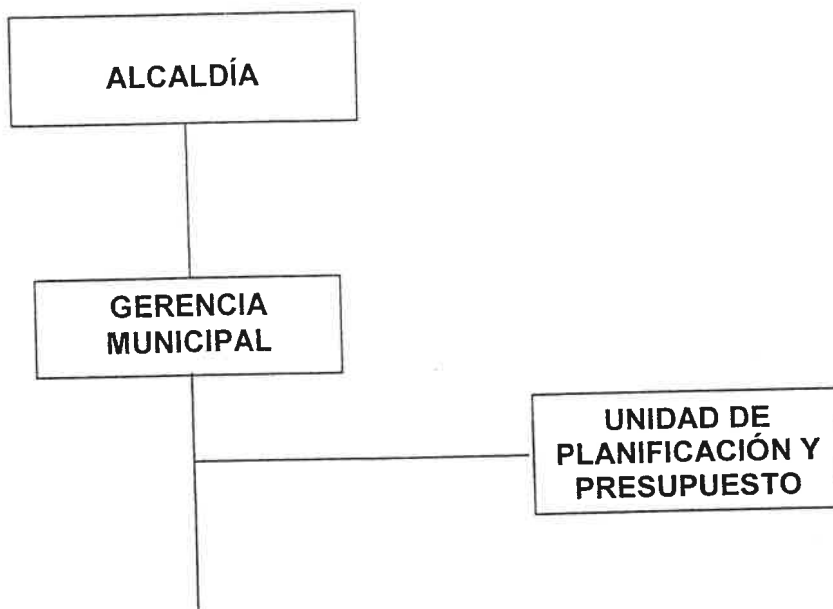 ALCALDÍA
GERENCIA
MUNICIPAL
UNIDAD DE
PLANIFICACIÓN Y
PRESUPUESTO